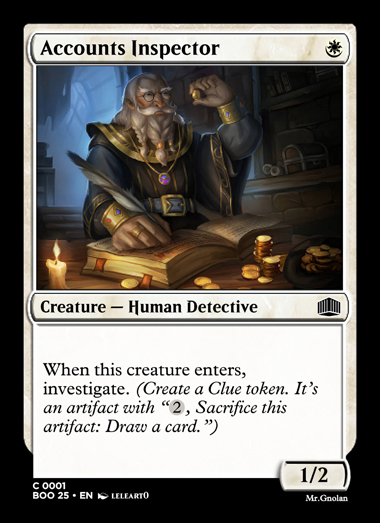 Accounts Inspector
Creature — Human Detective
When this creature enters,
investigate. (Create a Clue token. It's
an artifact with “2, Sacrifice this
artifact: Draw a card.”)
1/2
C 0001
BOO 25 • EN LELEART0
Mr.Gnolan